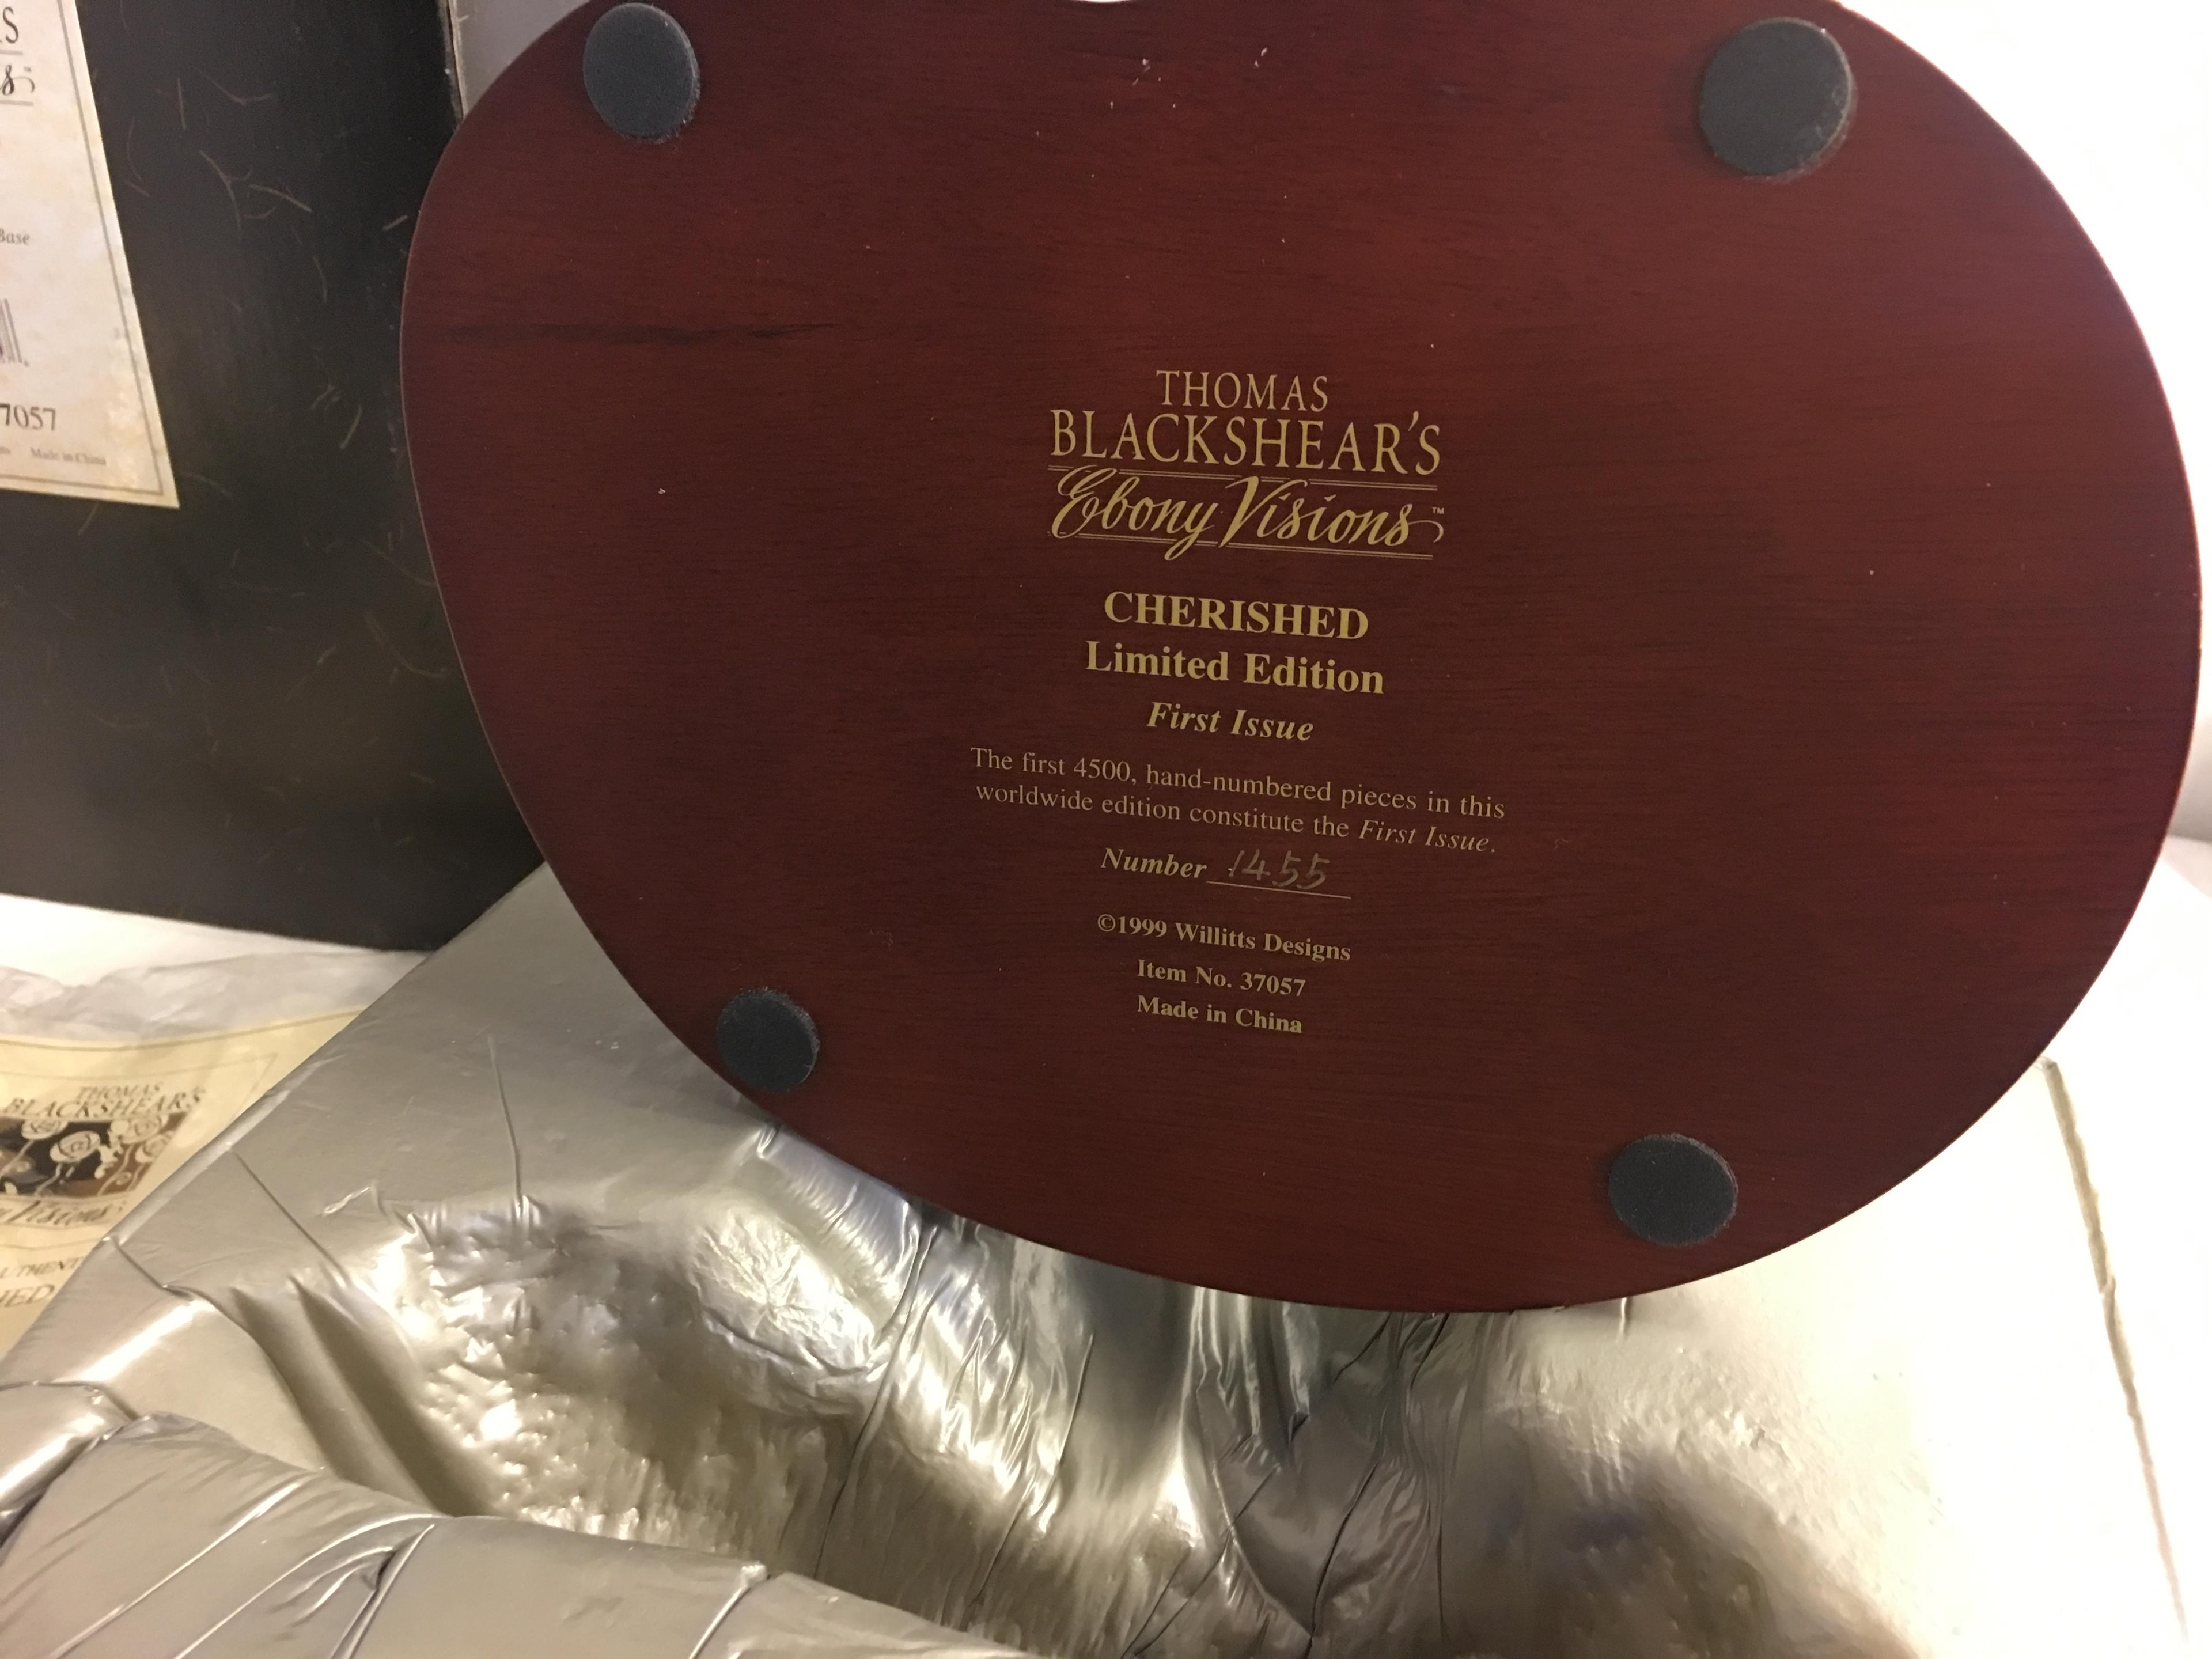 S
Base
7057
Made in China
THOMAS
BLACKSHEAR'S
Ebony Visions™
CHERISHED
Limited Edition
First Issue
The first 4500, hand-numbered pieces in this
worldwide edition constitute the First Issue.
Number 1455
©1999 Willitts Designs
Item No. 37057
Made in China
THOMAS
BLACKSHEAR'S
Visions